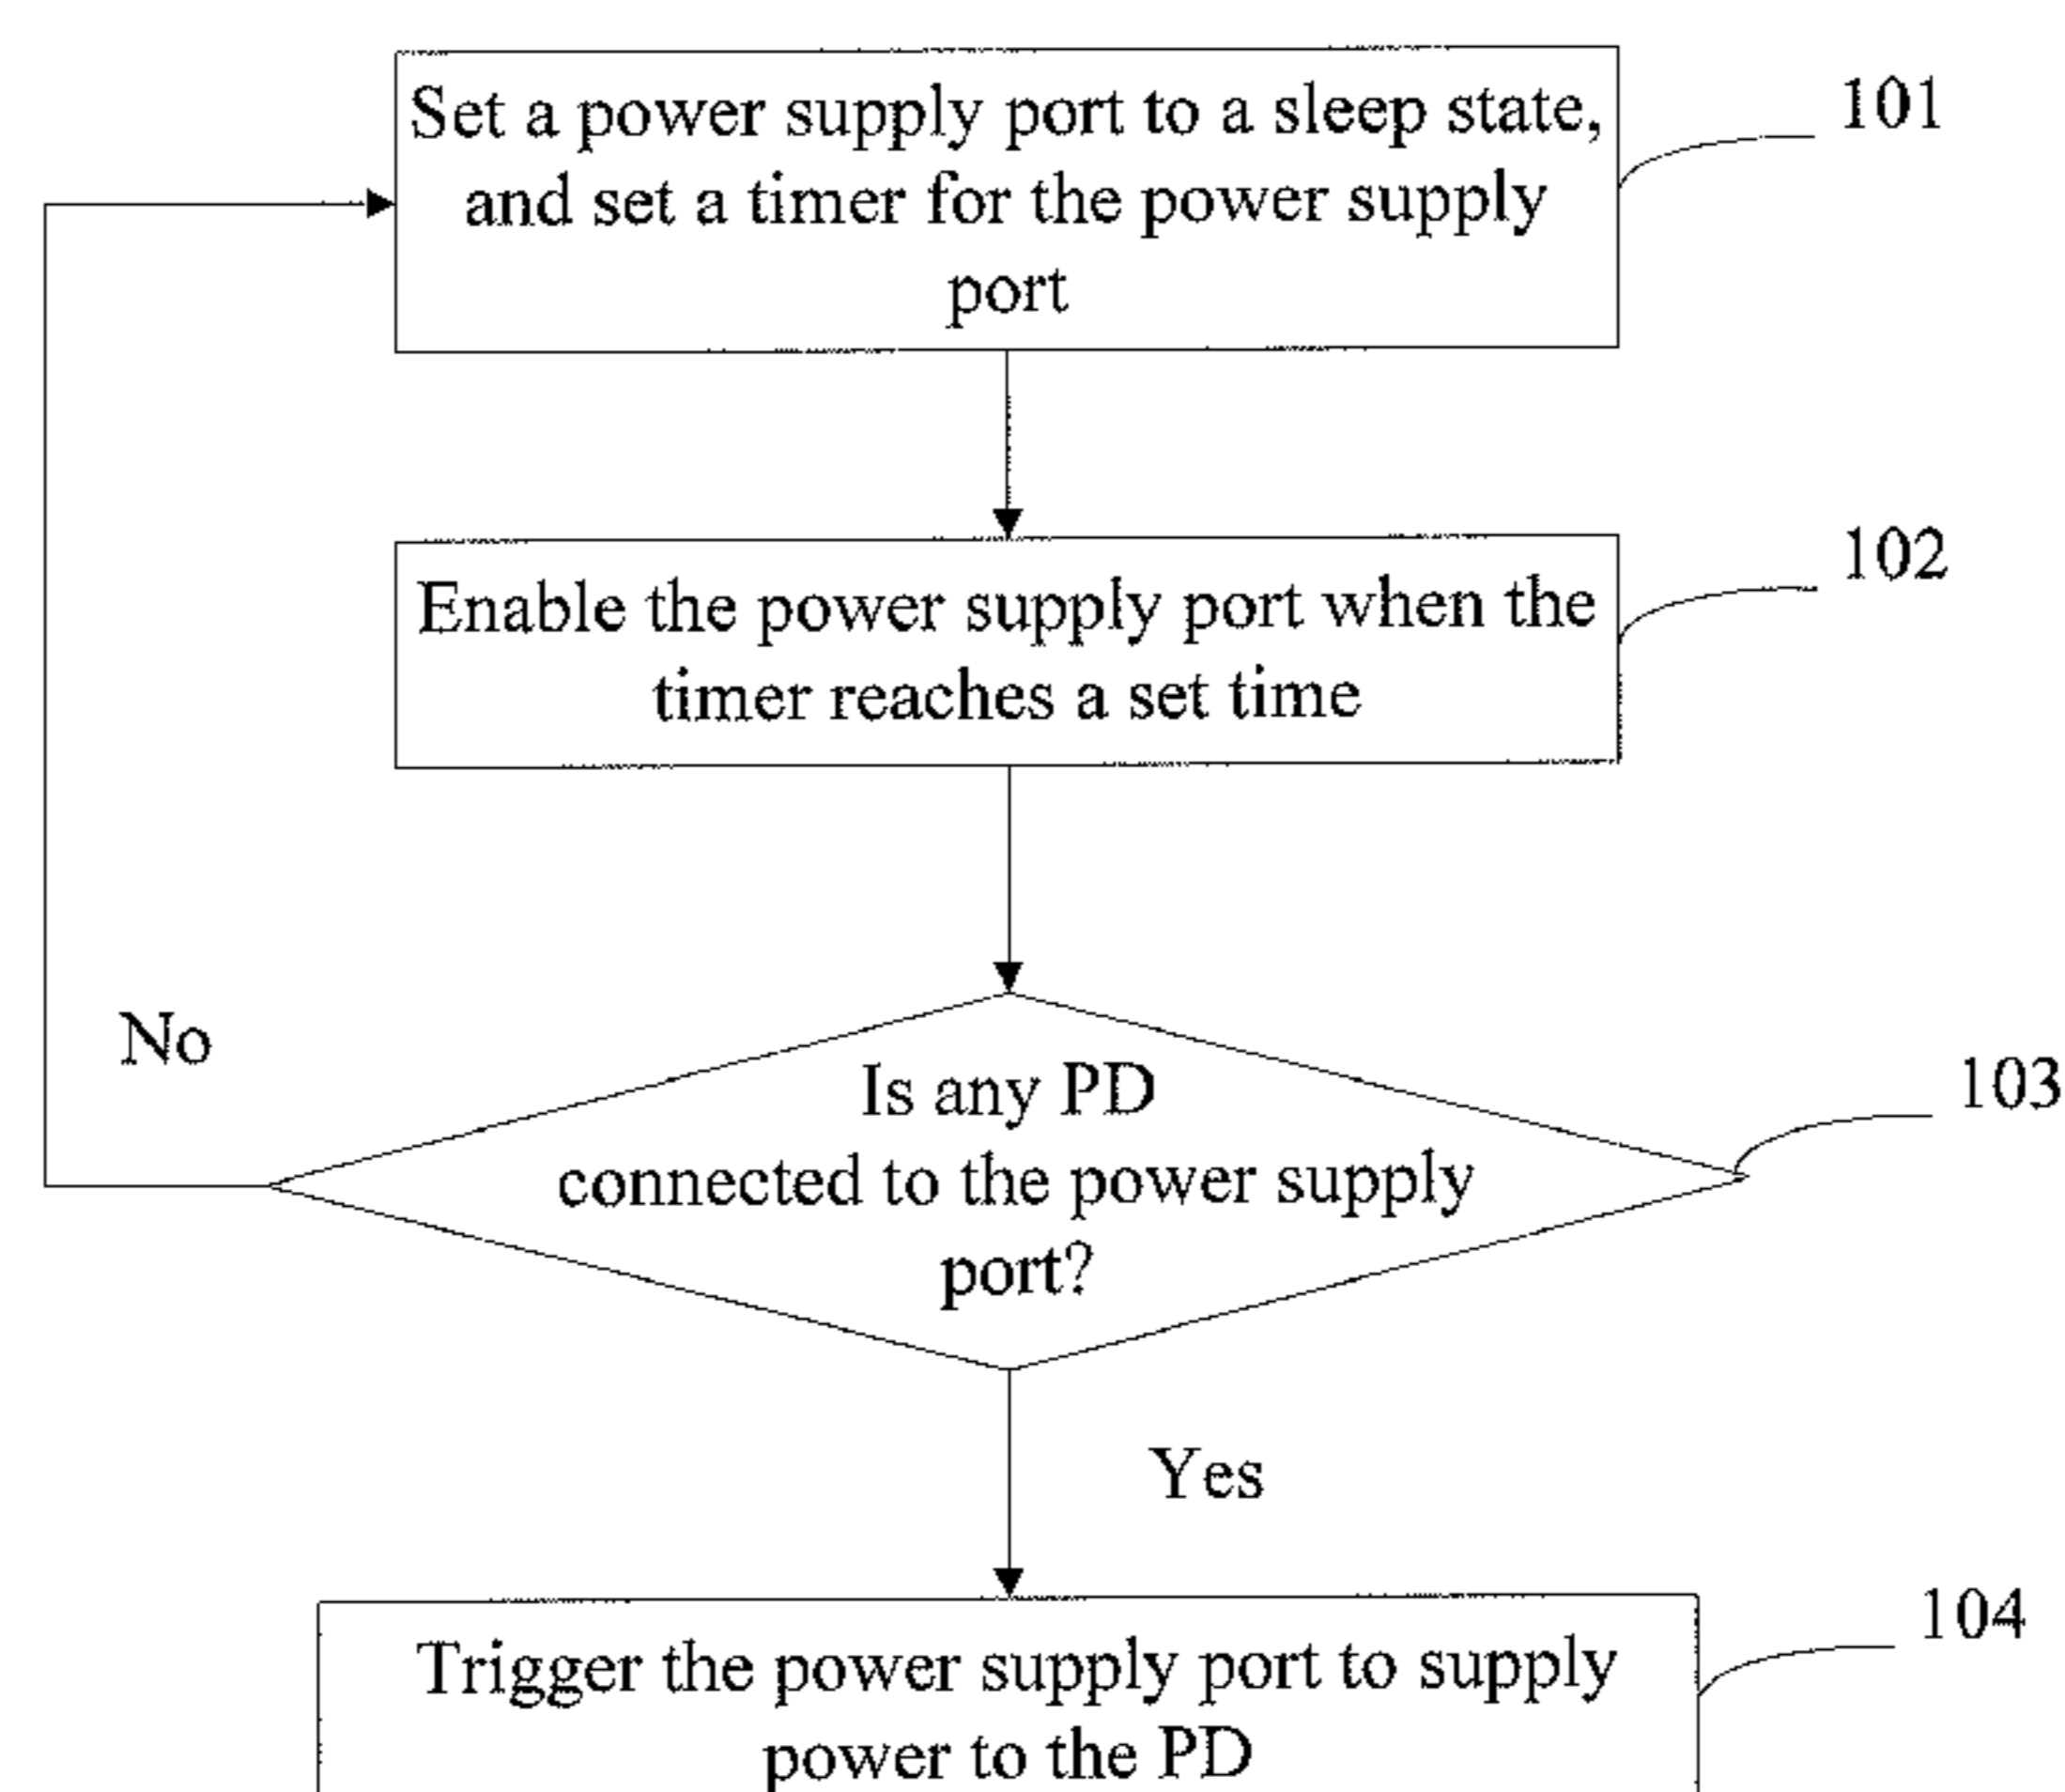 Set a power supply port to a sleep state,
and set a timer for the power supply
port
101
Enable the power supply port when the
timer reaches a set time
102
No
Is any PD
connected to the power supply
port?
103
Yes
Trigger the power supply port to supply
power to the PD
104